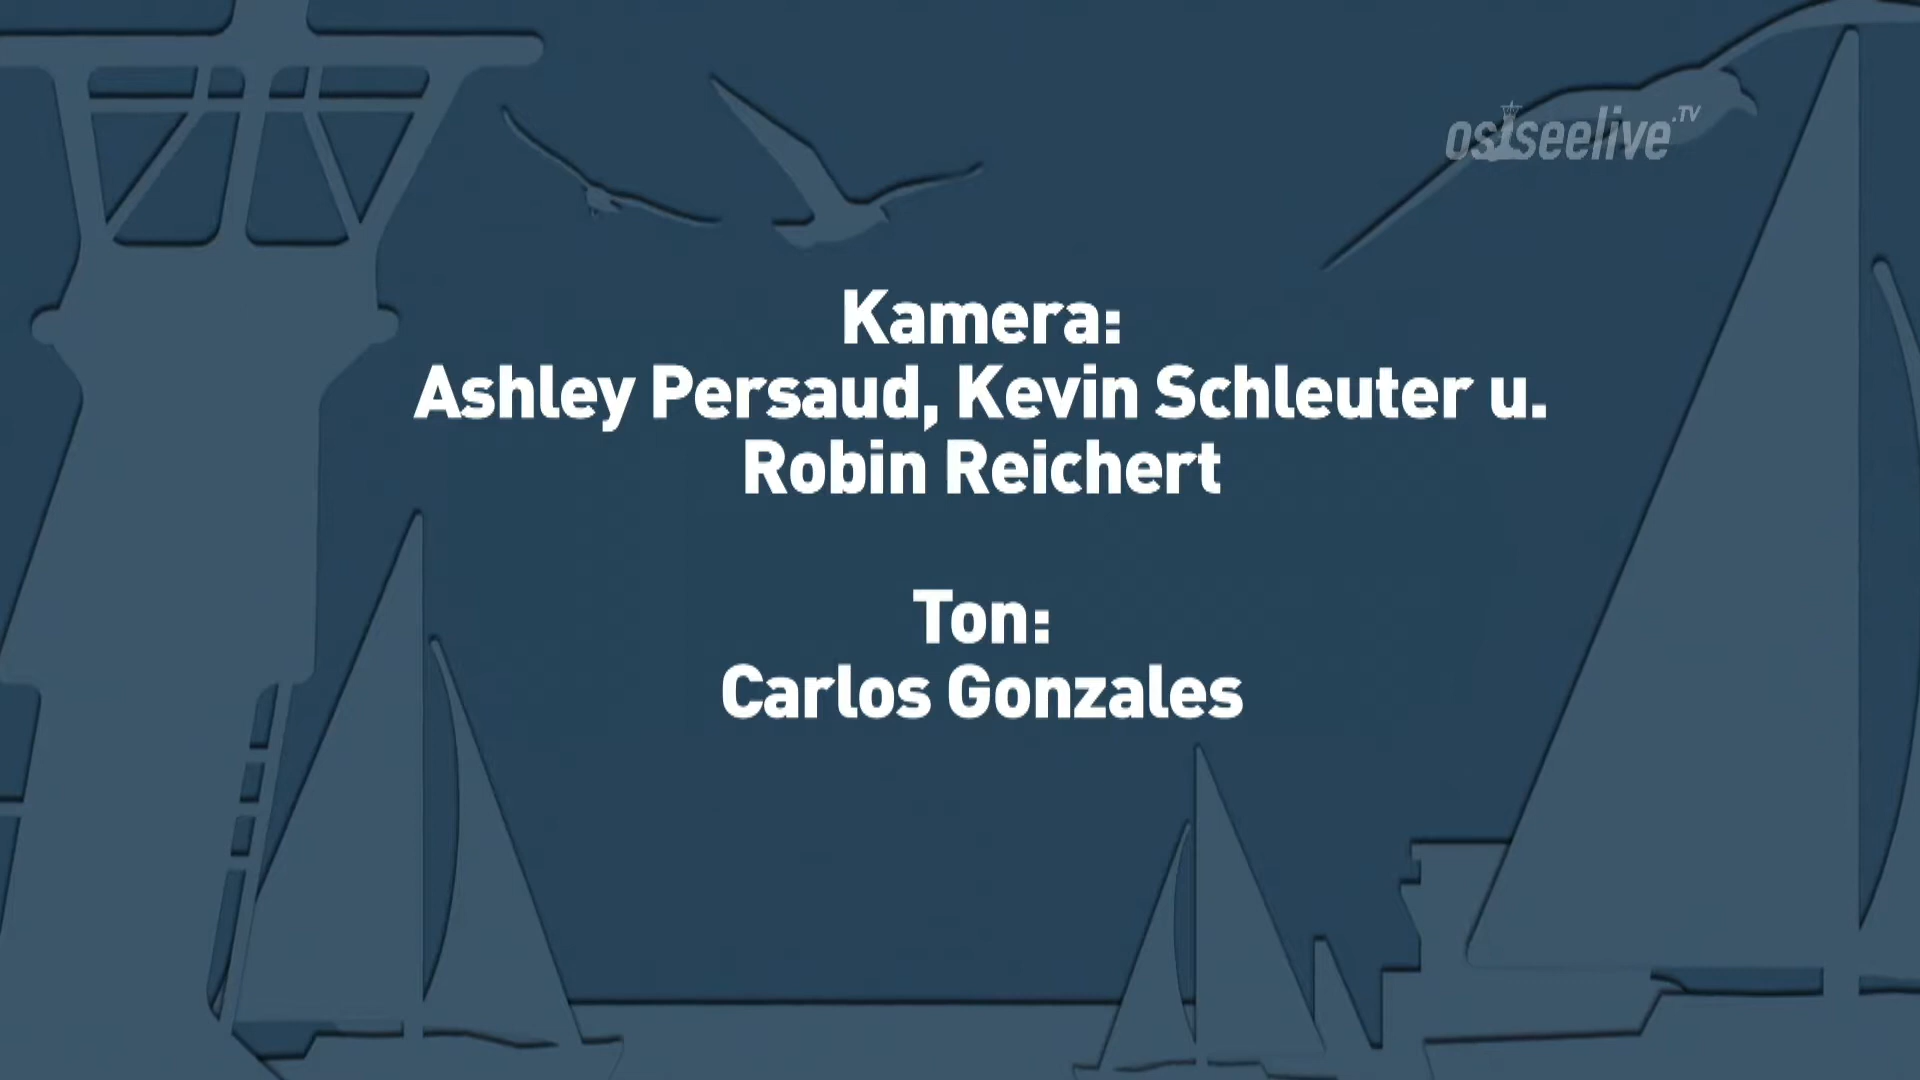 ostseelive.TV
Kamera:
Ashley Persaud, Kevin Schleuter u.
Robin Reichert
Ton:
Carlos Gonzales